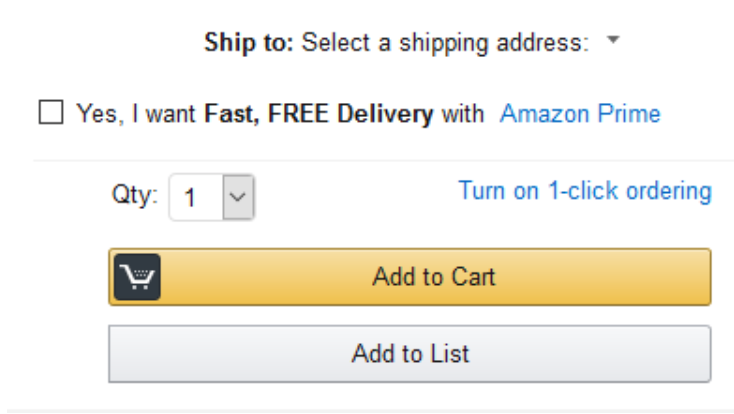 Ship to: Select a shipping address:
Yes, I want Fast, FREE Delivery with Amazon Prime
Qty: 1 Turn on 1-click ordering
Add to Cart
Add to List